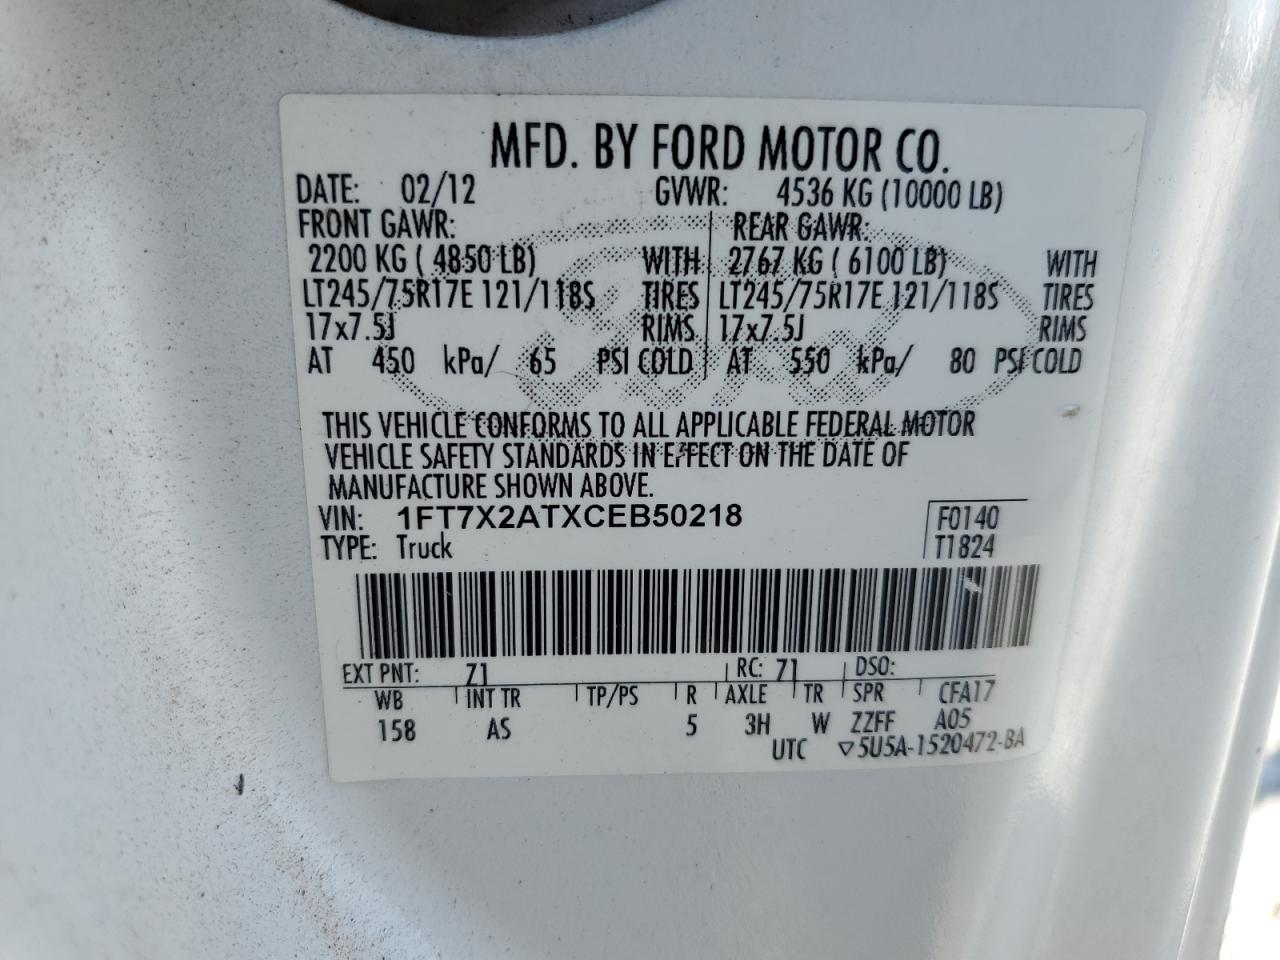 MFD. BY FORD MOTOR CO.
DATE: 02/12 GVWR: 4536 KG (10000 LB)
FRONT GAWR: REAR GAWR:
2200 KG ( 4850 LB) WITH 2767 KG ( 6100 LB) WITH
LT245/75R17E 121/118S TIRES LT245/75R17E 121/118S TIRES
17x7.5J RIMS 17x7.5J RIMS
AT 450 kPa/ 65 PSI COLD AT 550 kPa/ 80 PSI COLD
THIS VEHICLE CONFORMS TO ALL APPLICABLE FEDERAL MOTOR
VEHICLE SAFETY STANDARDS IN EFFECT ON THE DATE OF
MANUFACTURE SHOWN ABOVE.
VIN: 1FT7X2ATXCEB50218 F0140
TYPE: Truck T1824
EXT PNT: Z1 RC: 71 DSO:
WB INT TR TP/PS R AXLE TR SPR CFA17
158 AS 5 3H W ZZFF A05
UTC ▽5U5A-1520472-BA